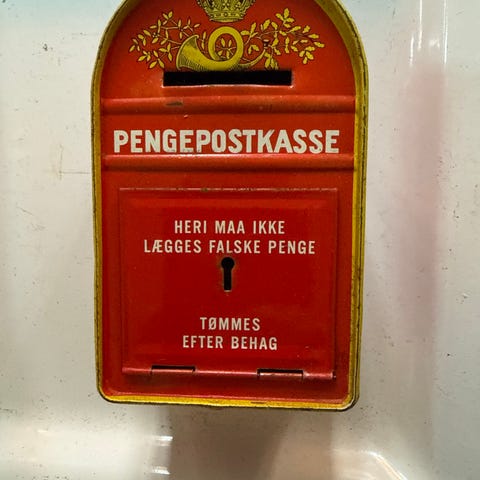 PENGEPOSTKASSE
HERI MAA IKKE
LÆGGES FALSKE PENGE
TØMMES
EFTER BEHAG